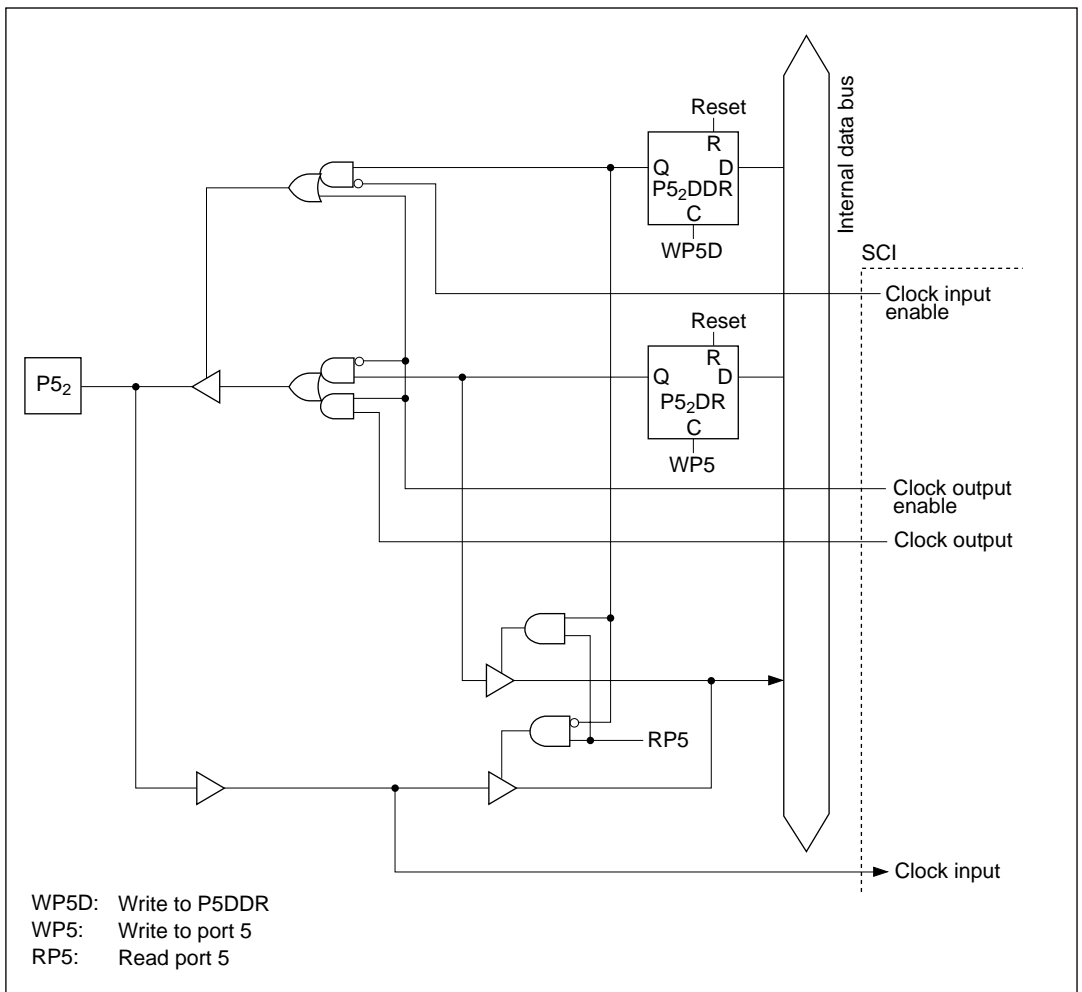 Reset
R
Q D
P5₂DDR
C
WP5D
Internal data bus
SCI
Clock input
enable
Reset
R
Q D
P5₂DR
C
WP5
P5₂
Clock output
enable
Clock output
RP5
Clock input
WP5D: Write to P5DDR
WP5: Write to port 5
RP5: Read port 5